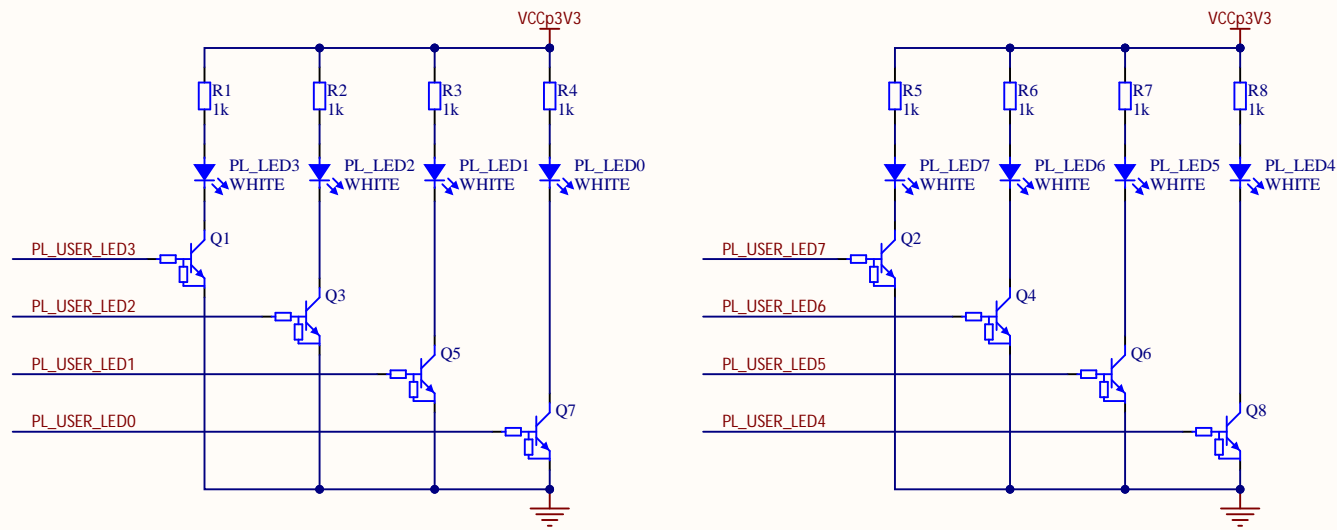 VCCp3V3
VCCp3V3
R1
1k
R2
1k
R3
1k
R4
1k
R5
1k
R6
1k
R7
1k
R8
1k
PL_LED3
WHITE
PL_LED2
WHITE
PL_LED1
WHITE
PL_LED0
WHITE
PL_LED7
WHITE
PL_LED6
WHITE
PL_LED5
WHITE
PL_LED4
WHITE
Q1
PL_USER_LED3
Q2
PL_USER_LED7
Q3
PL_USER_LED2
Q4
PL_USER_LED6
Q5
PL_USER_LED1
Q6
PL_USER_LED5
Q7
PL_USER_LED0
Q8
PL_USER_LED4